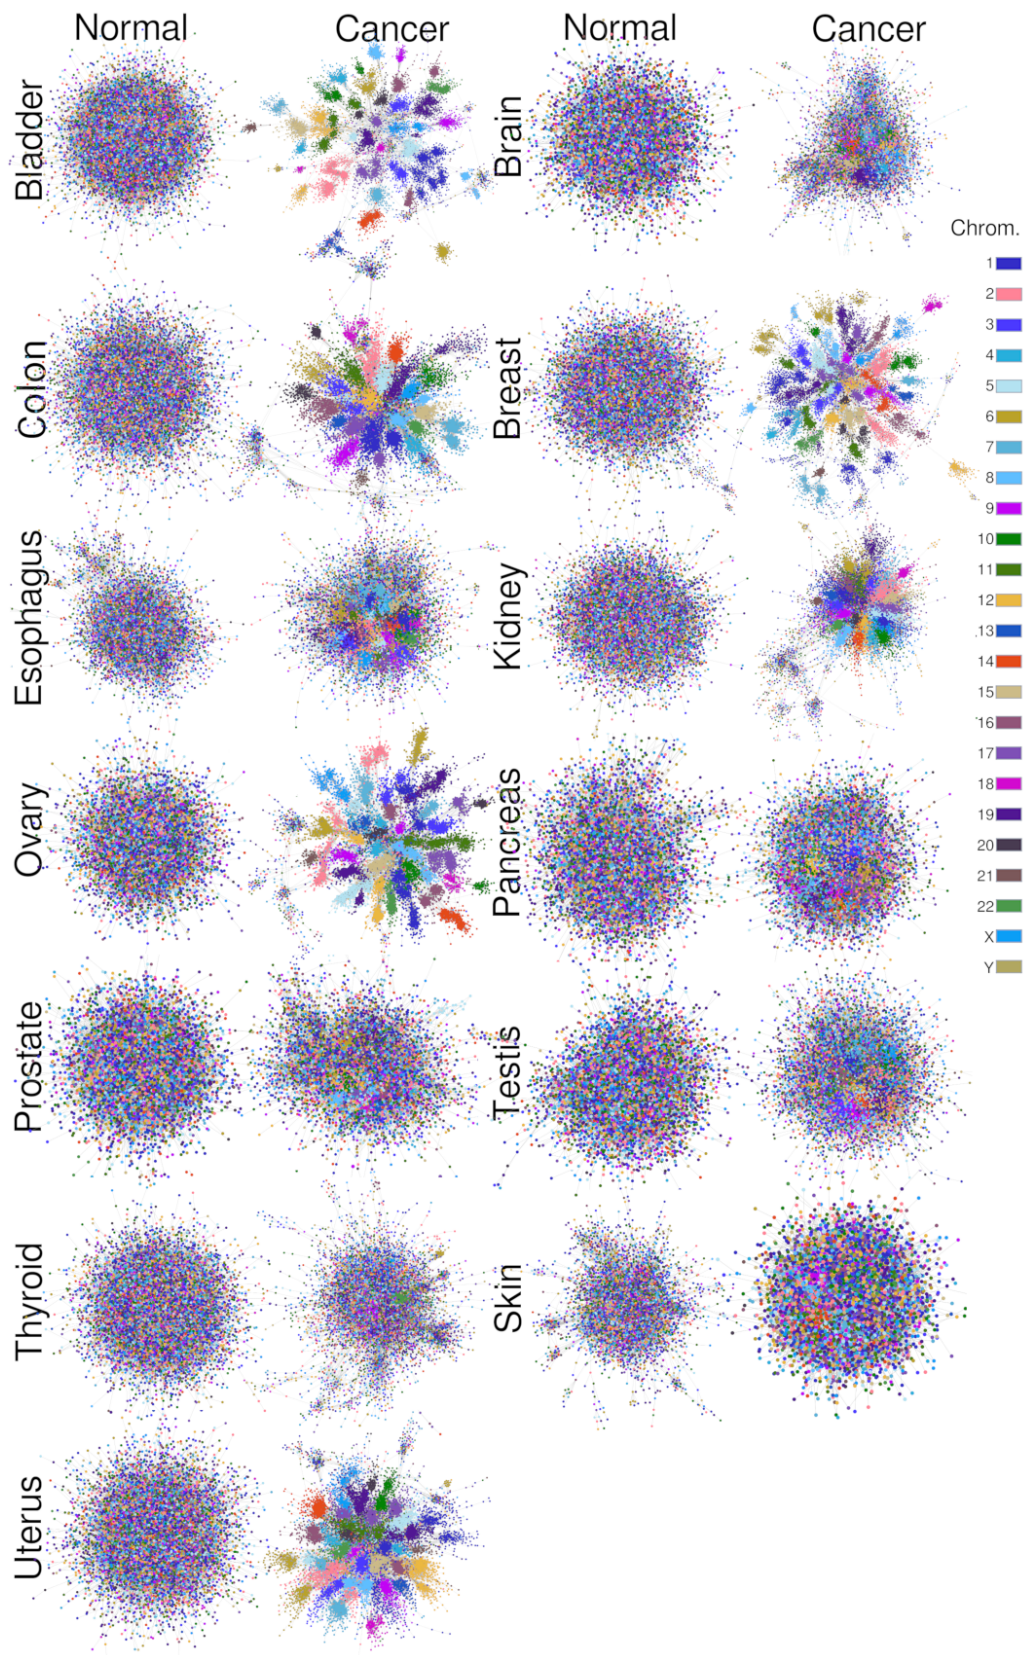 Normal Cancer Normal Cancer
Bladder
Brain
Chrom.
1
2
3
4
5
6
7
8
9
10
11
12
13
14
15
16
17
18
19
20
21
22
X
Y
Colon
Breast
Esophagus
Kidney
Ovary
Pancreas
Prostate
Testis
Thyroid
Skin
Uterus